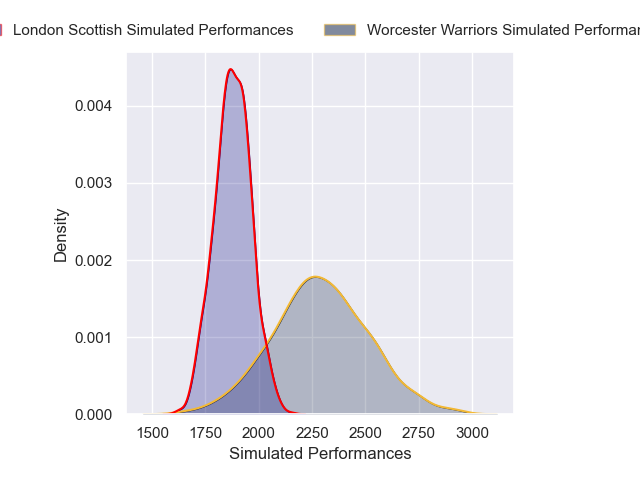 London Scottish Simulated Performances
Worcester Warriors Simulated
0.004
0.003
0.002
0.001
0.000
Density
1500 1750 2000 2250 2500 2750 3000
Simulated Performances